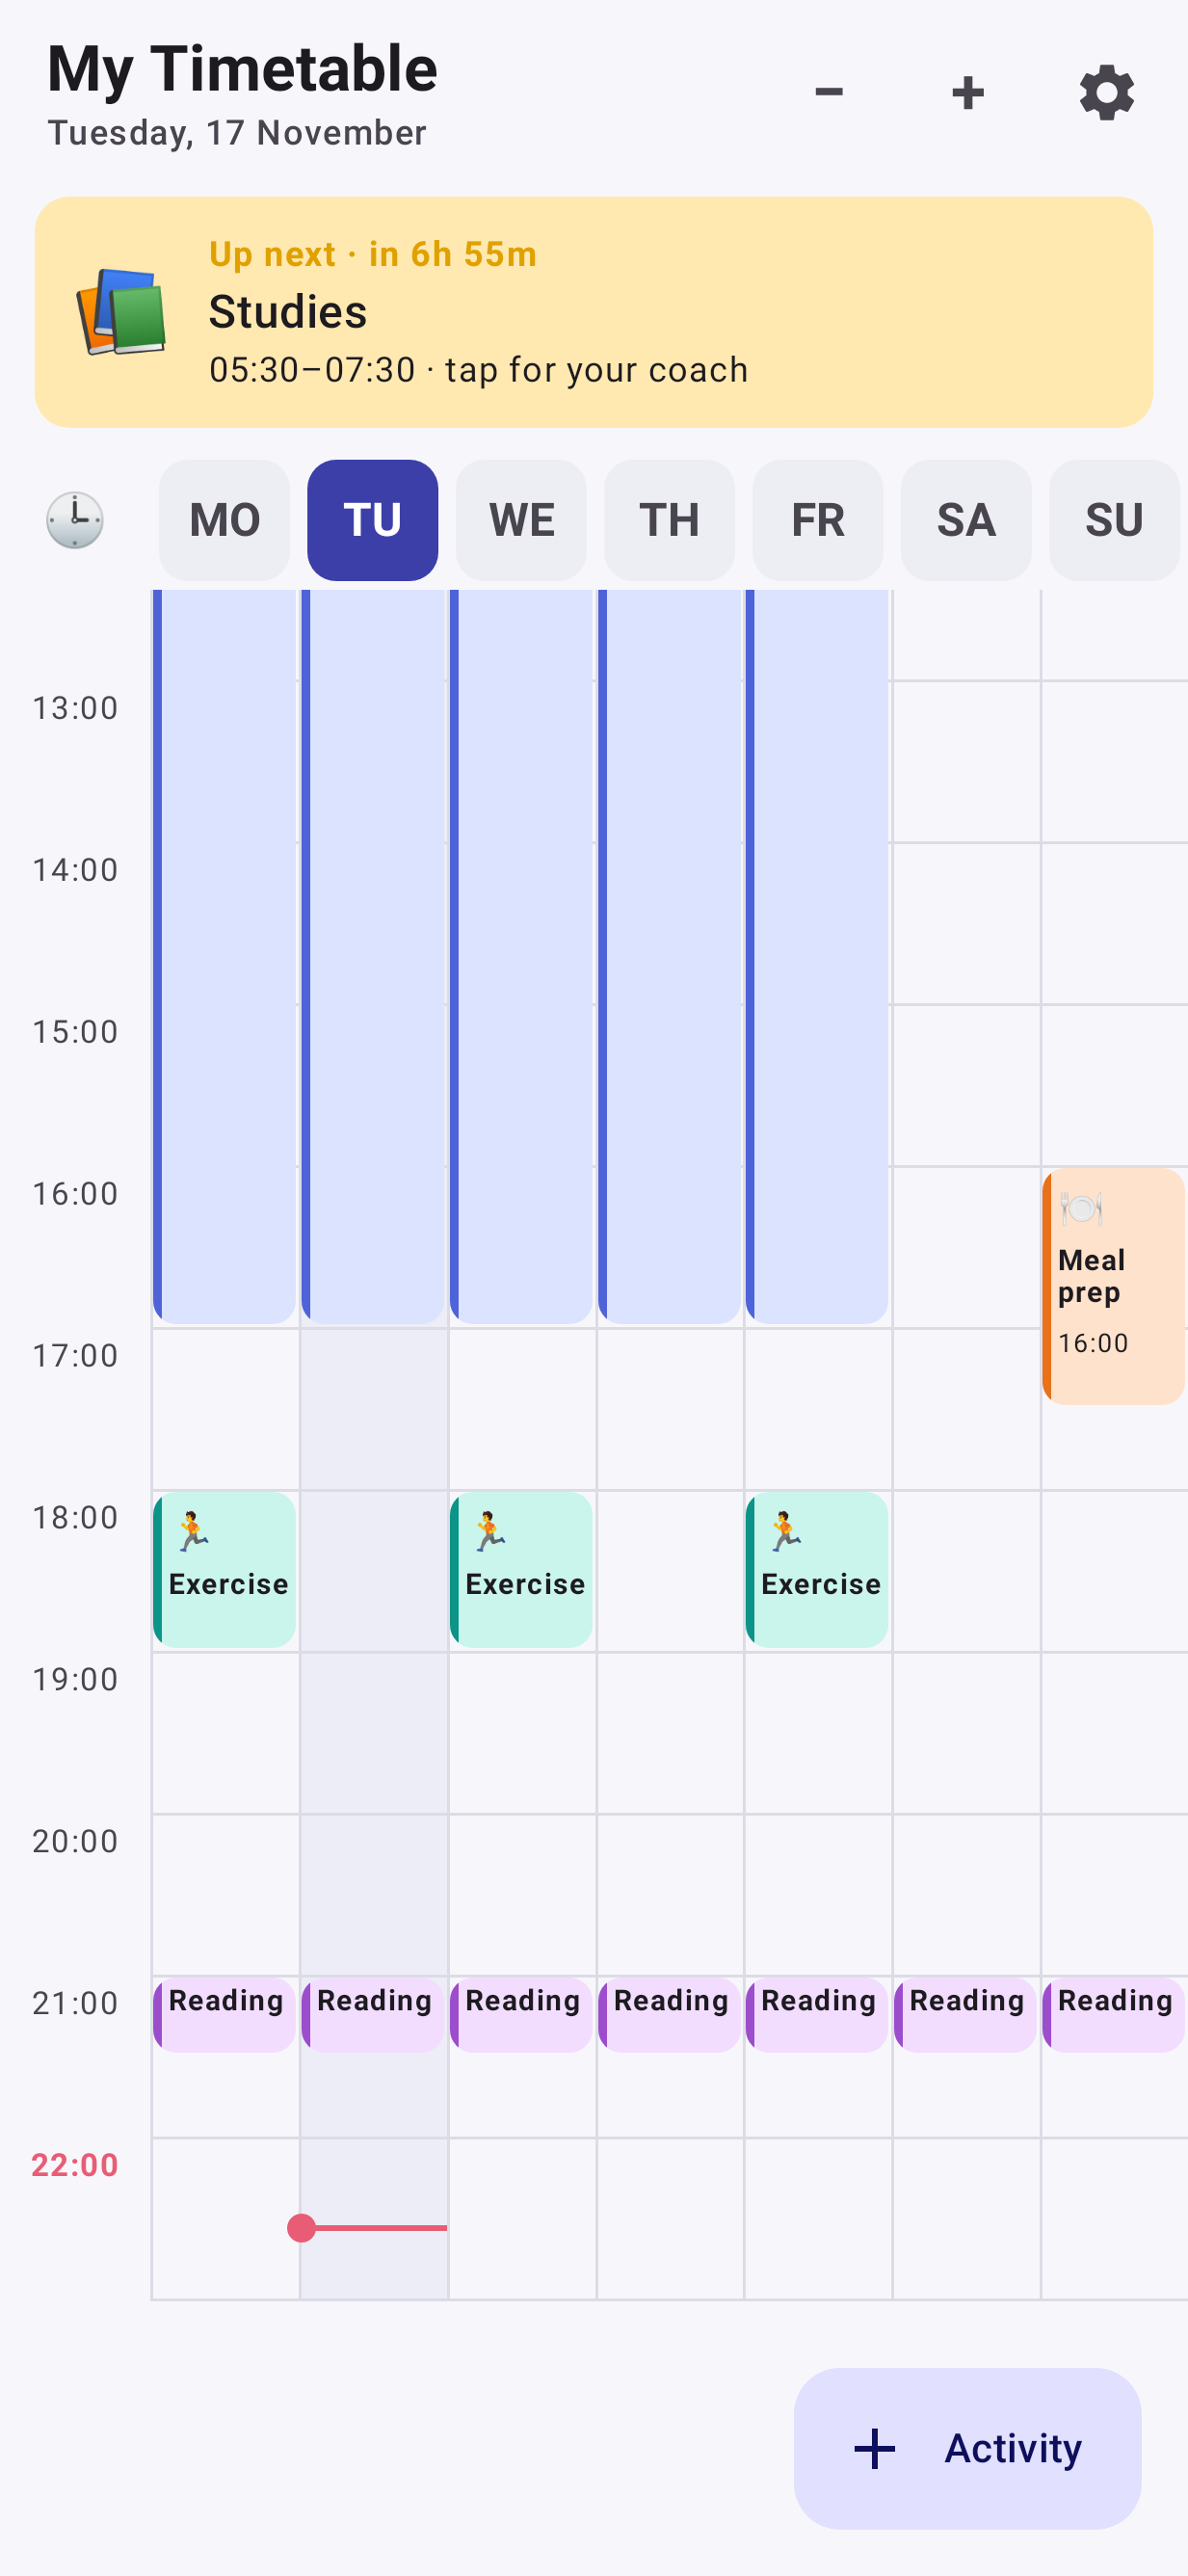 My Timetable
Tuesday, 17 November
Up next · in 6h 55m
Studies
05:30–07:30 · tap for your coach
MO TU WE TH FR SA SU
13:00
14:00
15:00
16:00
Meal
prep
16:00
17:00
18:00
Exercise Exercise Exercise
19:00
20:00
21:00 Reading Reading Reading Reading Reading Reading Reading
22:00
+ Activity